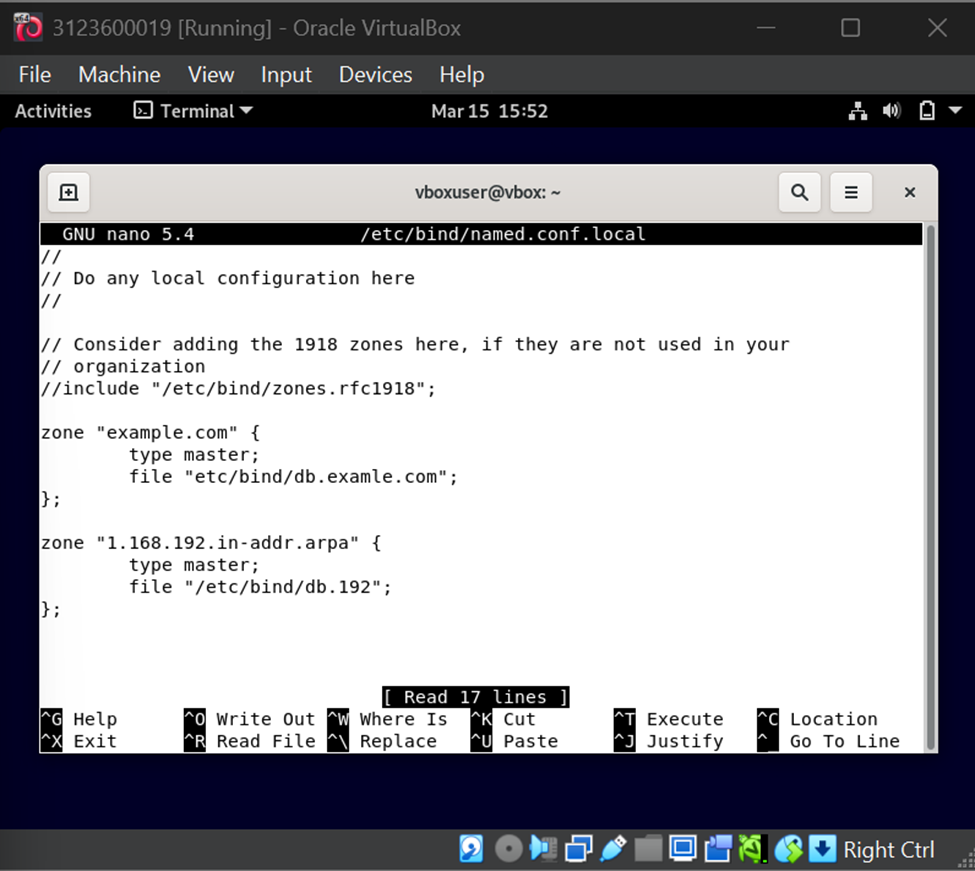 3123600019 [Running] - Oracle VirtualBox
File Machine View Input Devices Help
Activities Terminal Mar 15 15:52
vboxuser@vbox: ~
GNU nano 5.4 /etc/bind/named.conf.local
//
// Do any local configuration here
//
// Consider adding the 1918 zones here, if they are not used in your
// organization
//include "/etc/bind/zones.rfc1918";
zone "example.com" {
type master;
file "etc/bind/db.examle.com";
};
zone "1.168.192.in-addr.arpa" {
type master;
file "/etc/bind/db.192";
};
[ Read 17 lines ]
^G Help ^O Write Out ^W Where Is ^K Cut ^T Execute ^C Location
^X Exit ^R Read File ^\ Replace ^U Paste ^J Justify ^_ Go To Line
Right Ctrl